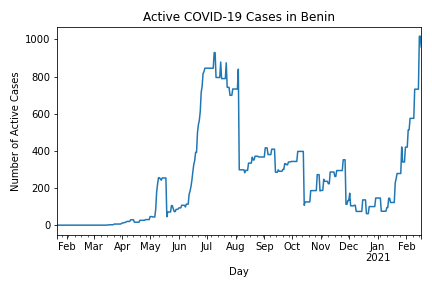 Active COVID-19 Cases in Benin
1000
800
600
400
200
0
Number of Active Cases
Feb Mar Apr May Jun Jul Aug Sep Oct Nov Dec Jan Feb
2021
Day